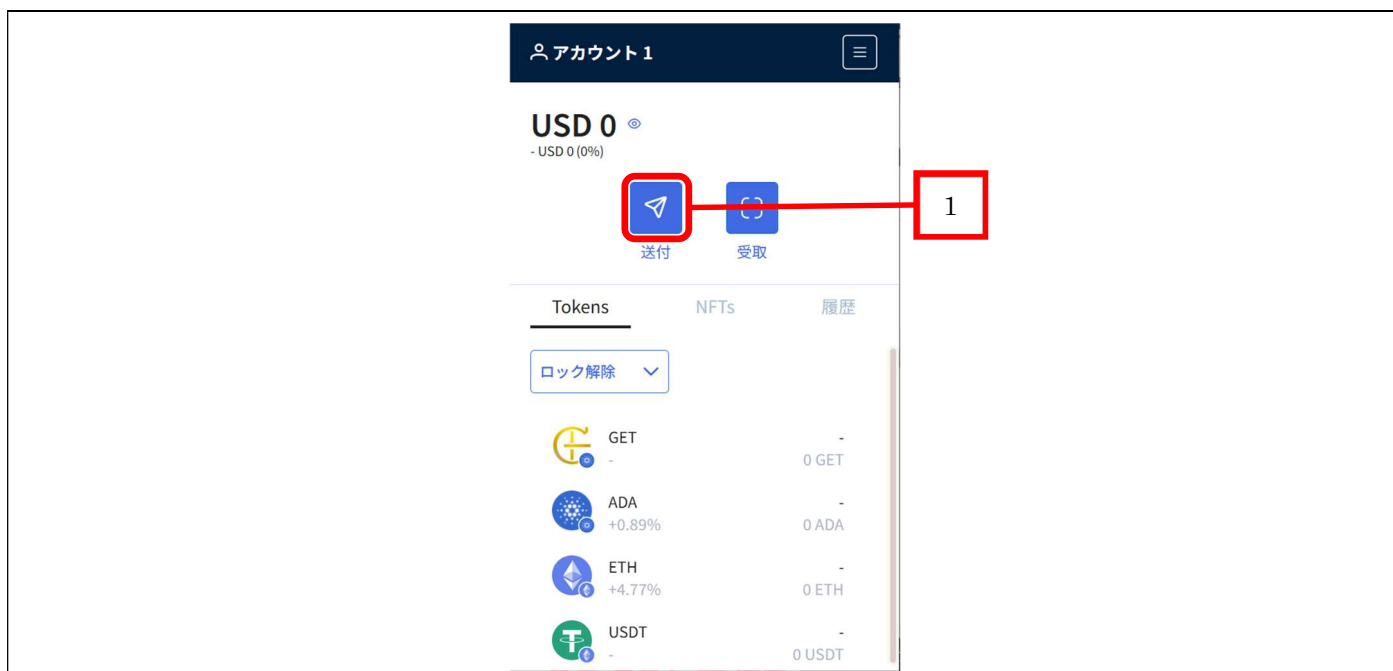 アカウント 1
USD 0
- USD 0 (0%)
1
送付 受取
Tokens NFTs 履歴
ロック解除
GET -
- 0 GET
ADA -
+0.89% 0 ADA
ETH -
+4.77% 0 ETH
USDT -
- 0 USDT